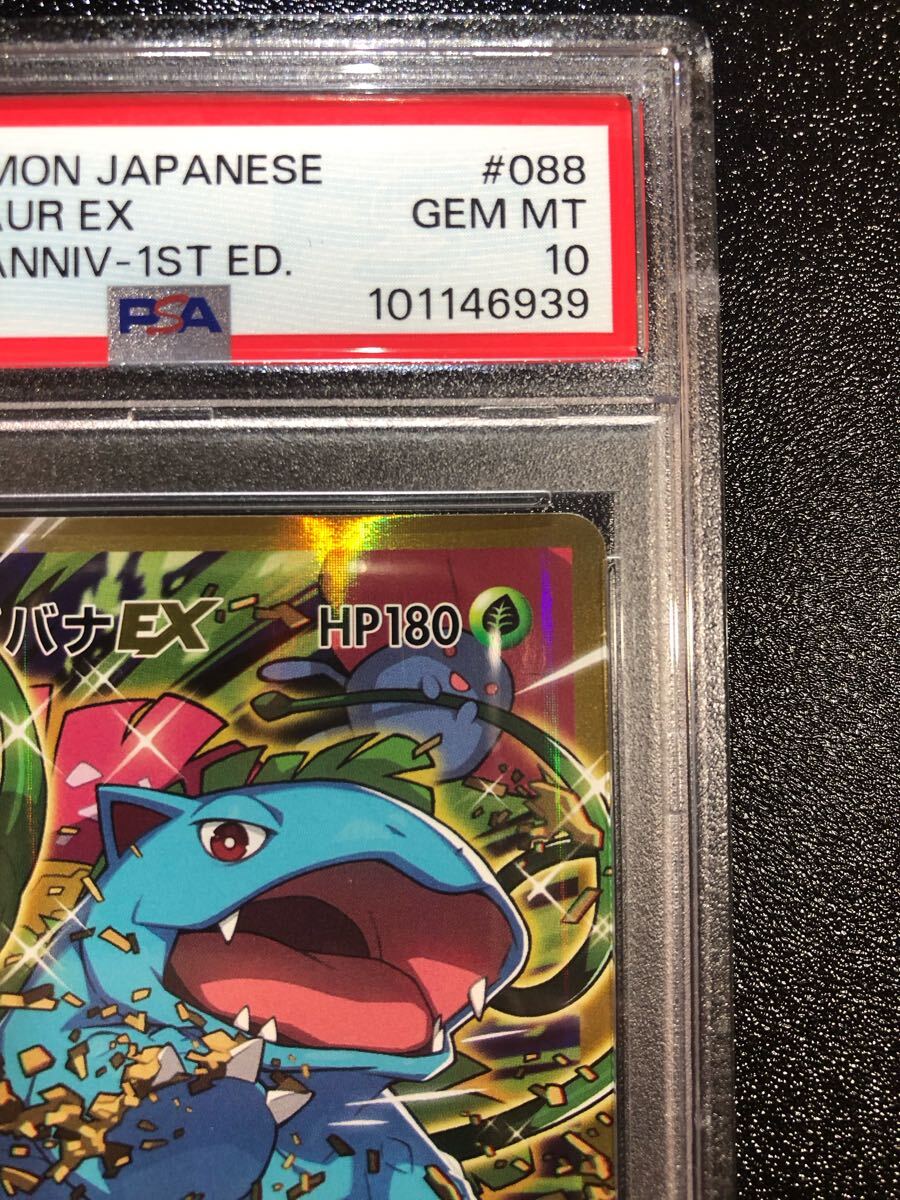 MON JAPANESE #088
AUR EX GEM MT
ANNIV-1ST ED. 10
PSA 101146939
バナEX HP180